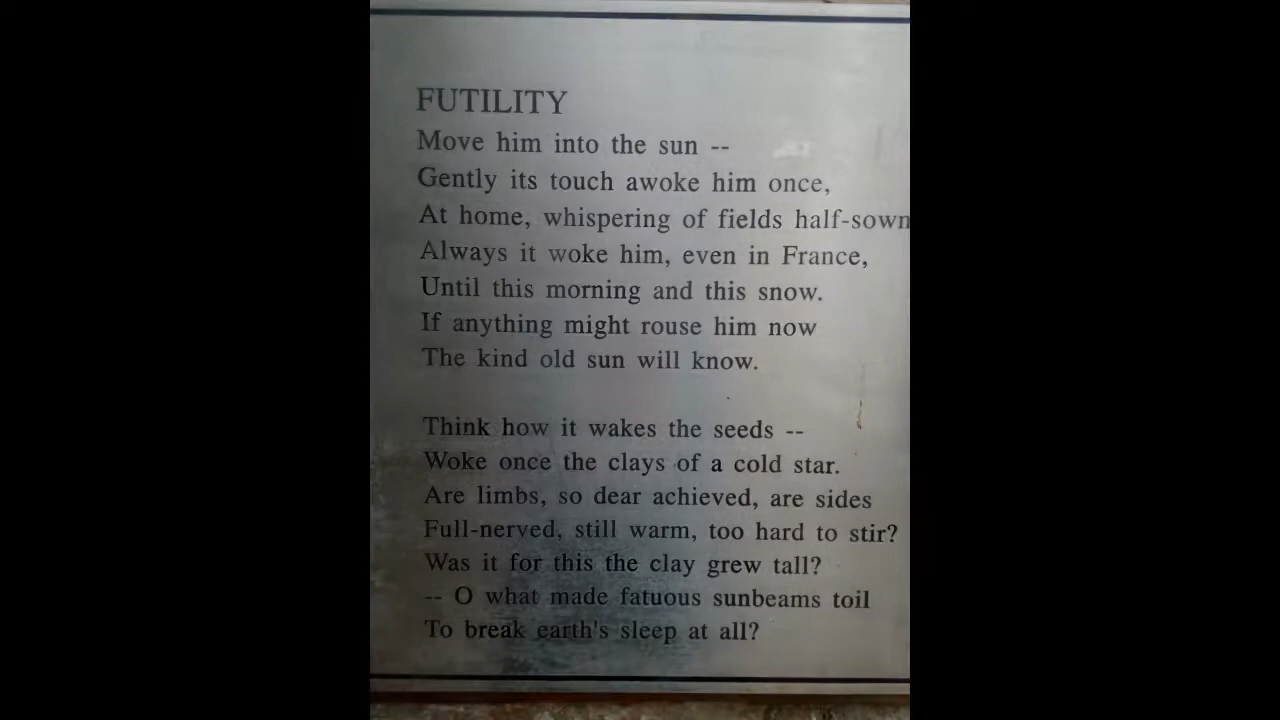 FUTILITY
Move him into the sun --
Gently its touch awoke him once,
At home, whispering of fields half-sown
Always it woke him, even in France,
Until this morning and this snow.
If anything might rouse him now
The kind old sun will know.
Think how it wakes the seeds --
Woke once the clays of a cold star.
Are limbs, so dear achieved, are sides
Full-nerved, still warm, too hard to stir?
Was it for this the clay grew tall?
-- O what made fatuous sunbeams toil
To break earth's sleep at all?